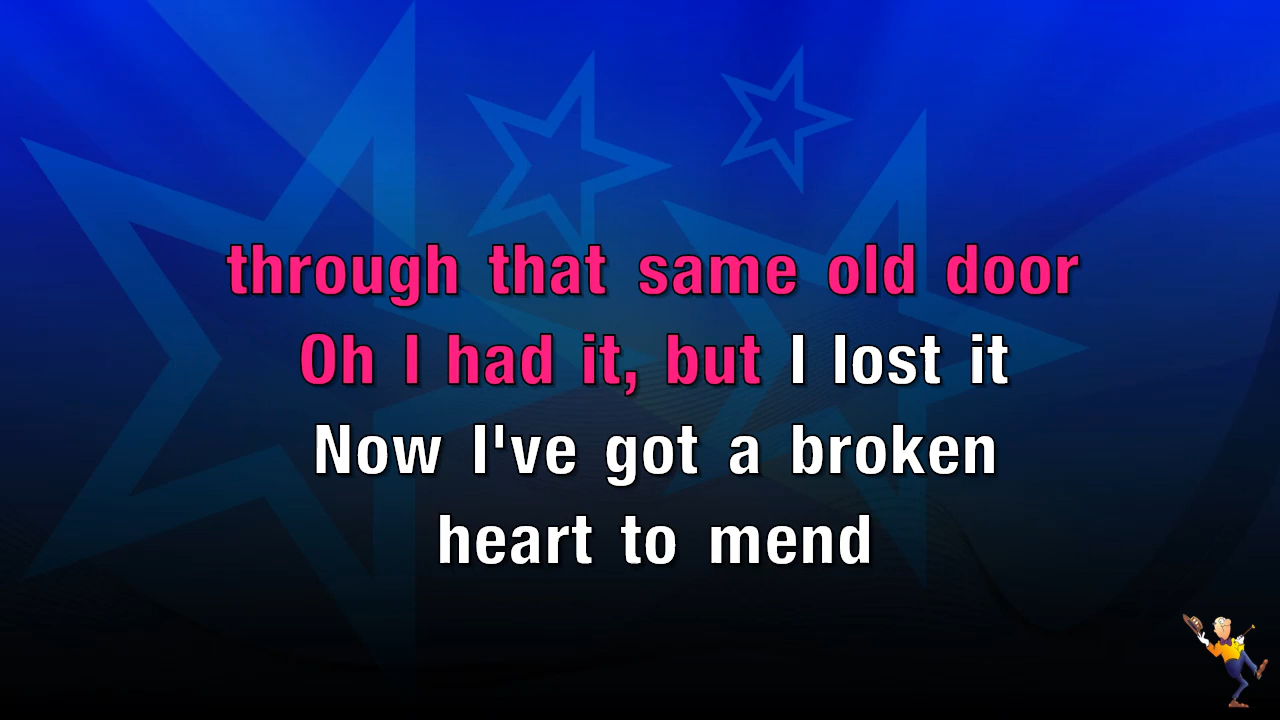 through that same old door
Oh I had it, but I lost it
Now I've got a broken
heart to mend